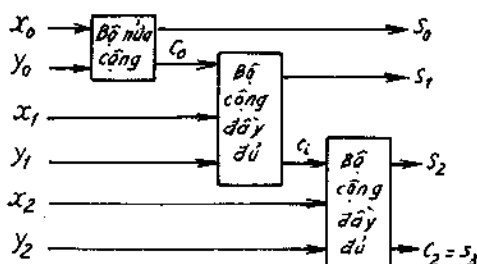 x₀ Bộ nửa cộng S₀
y₀ C₀
Bộ cộng đầy đủ S₁
x₁
y₁ Cᵢ
Bộ cộng đầy đủ S₂
x₂
y₂ C₂ = S₃